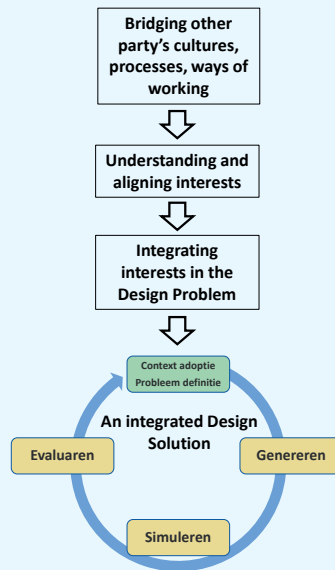 Bridging other
party's cultures,
processes, ways of
working
Understanding and
aligning interests
Integrating
interests in the
Design Problem
Context adoptie
Probleem definitie
An integrated Design
Solution
Evaluaren
Genereren
Simuleren